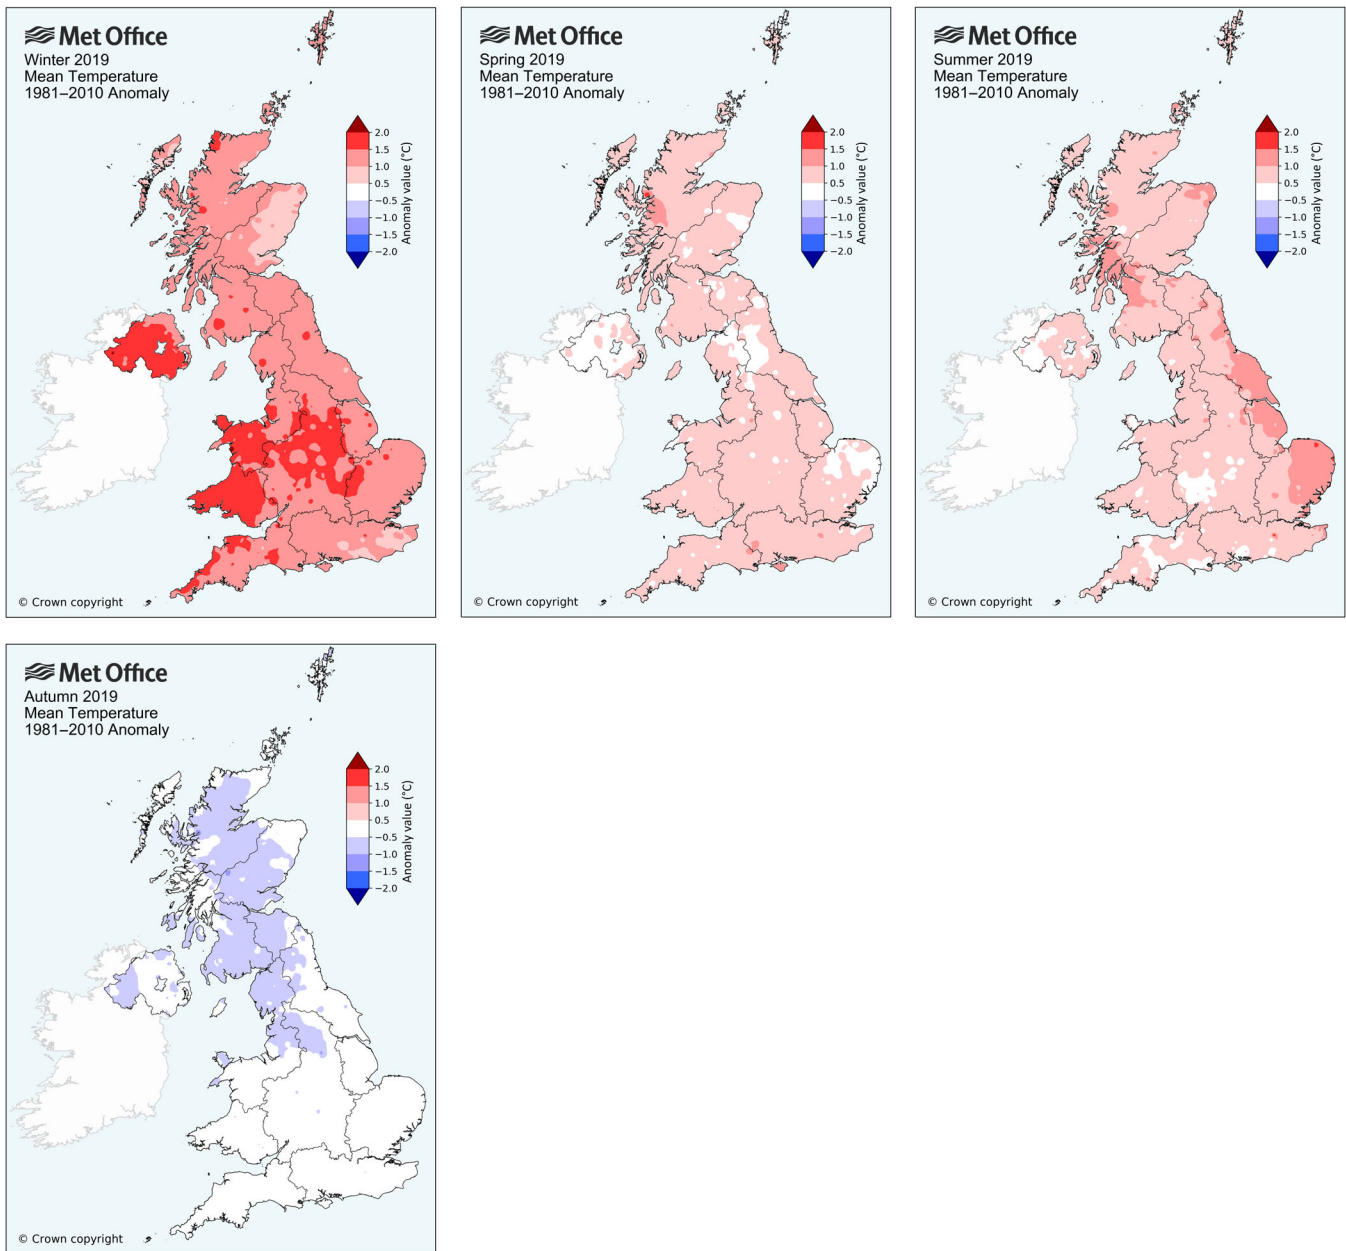 Met Office
Winter 2019
Mean Temperature
1981–2010 Anomaly
2.0
1.5
1.0
0.5
−0.5
−1.0
−1.5
−2.0
Anomaly value (°C)
© Crown copyright
Met Office
Spring 2019
Mean Temperature
1981–2010 Anomaly
2.0
1.5
1.0
0.5
−0.5
−1.0
−1.5
−2.0
Anomaly value (°C)
© Crown copyright
Met Office
Summer 2019
Mean Temperature
1981–2010 Anomaly
2.0
1.5
1.0
0.5
−0.5
−1.0
−1.5
−2.0
Anomaly value (°C)
© Crown copyright
Met Office
Autumn 2019
Mean Temperature
1981–2010 Anomaly
2.0
1.5
1.0
0.5
−0.5
−1.0
−1.5
−2.0
Anomaly value (°C)
© Crown copyright